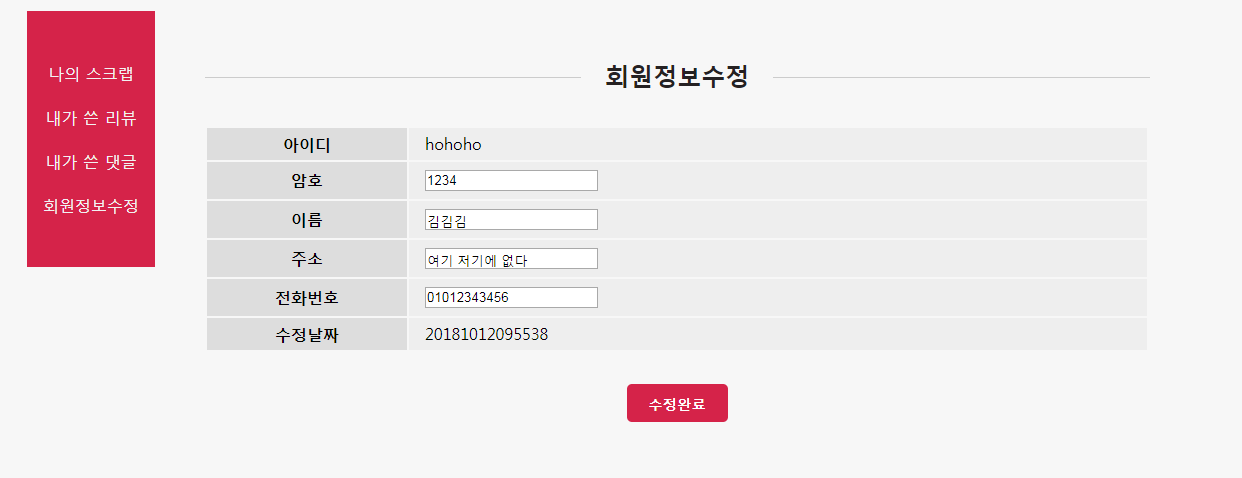 나의 스크랩
내가 쓴 리뷰
내가 쓴 댓글
회원정보수정
회원정보수정
아이디 hohoho
암호 1234
이름 김김김
주소 여기 저기에 없다
전화번호 01012343456
수정날짜 20181012095538
수정완료